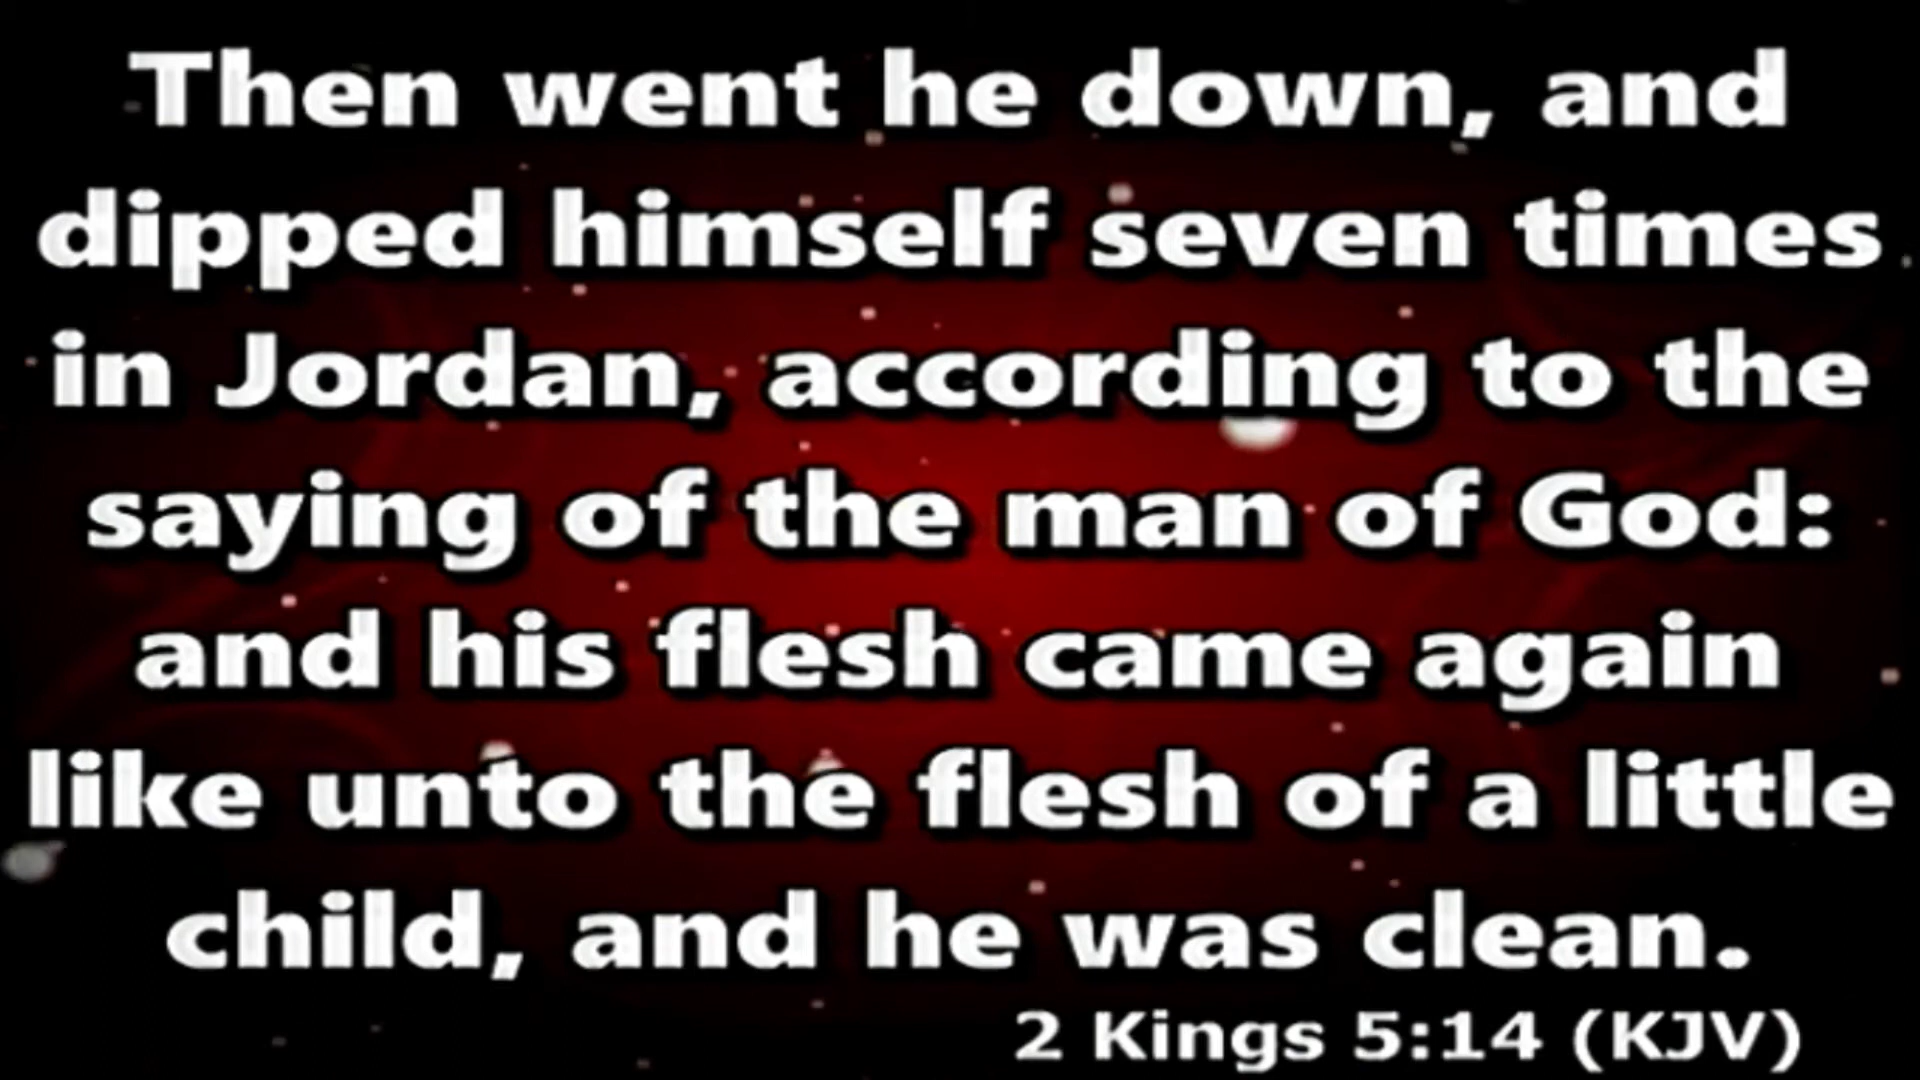 Then went he down, and
dipped himself seven times
in Jordan, according to the
saying of the man of God:
and his flesh came again
like unto the flesh of a little
child, and he was clean.
2 Kings 5:14 (KJV)